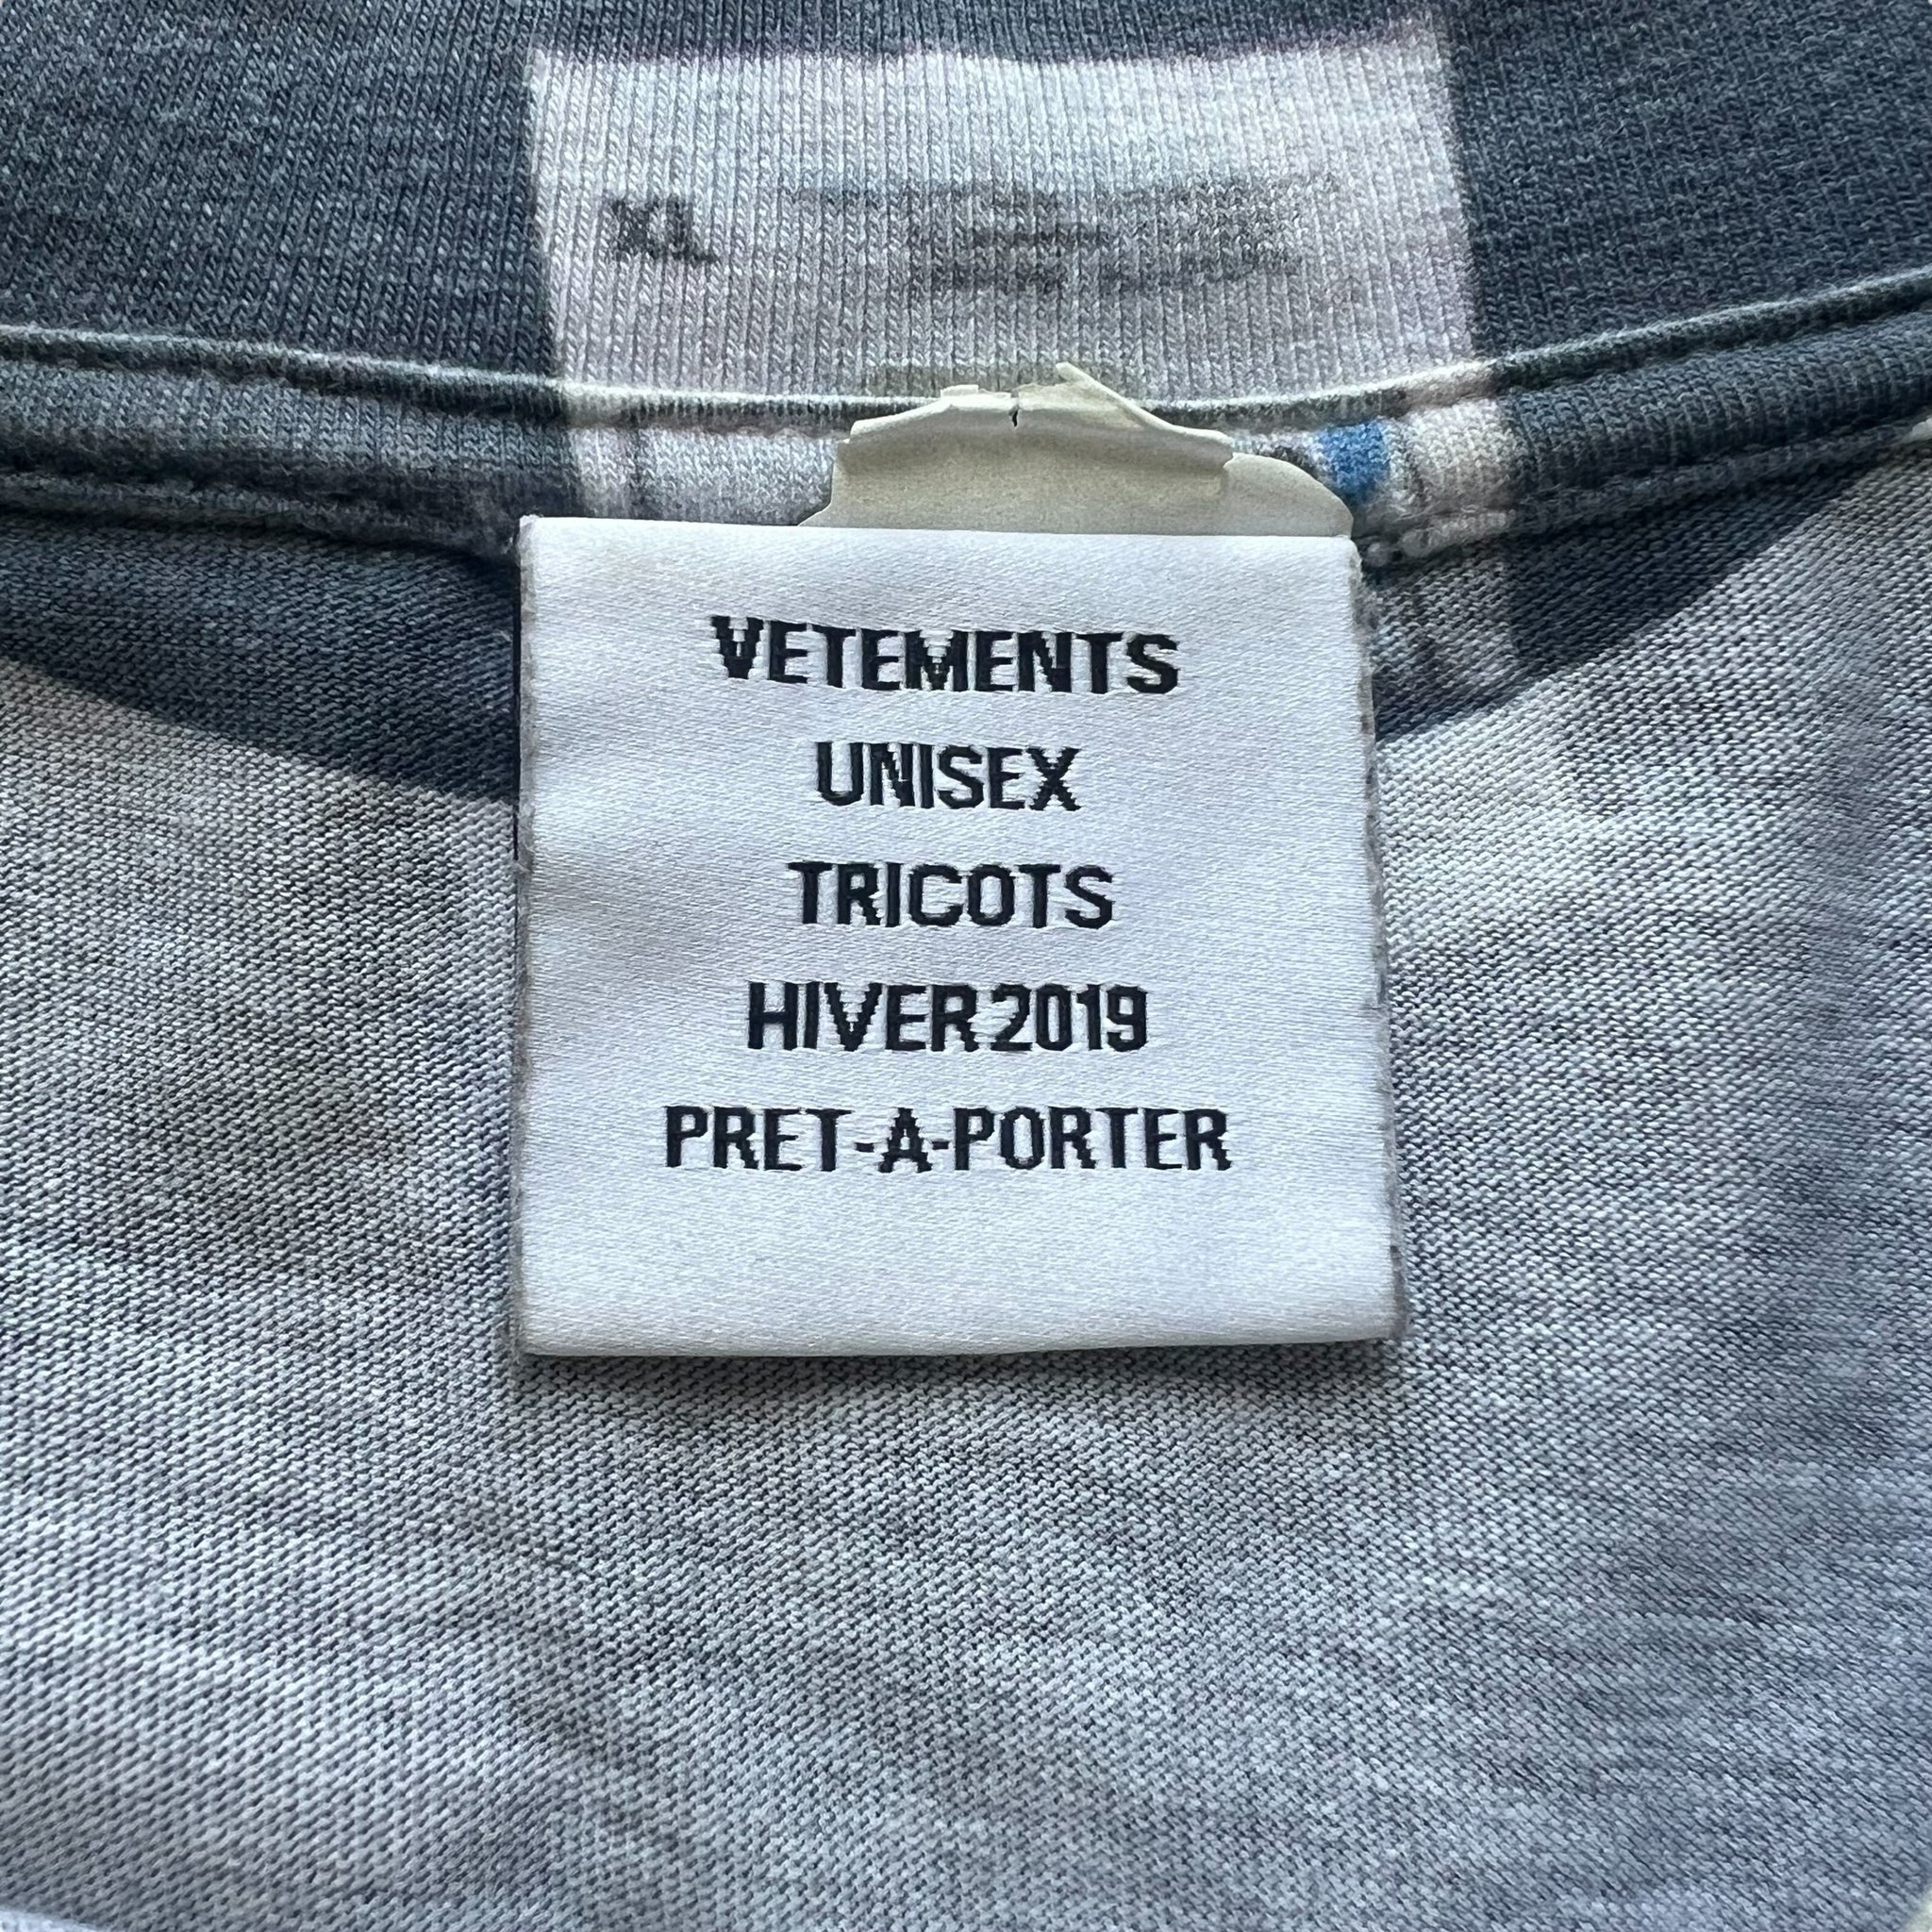 XL
VETEMENTS
UNISEX
TRICOTS
HIVER 2019
PRET-A-PORTER